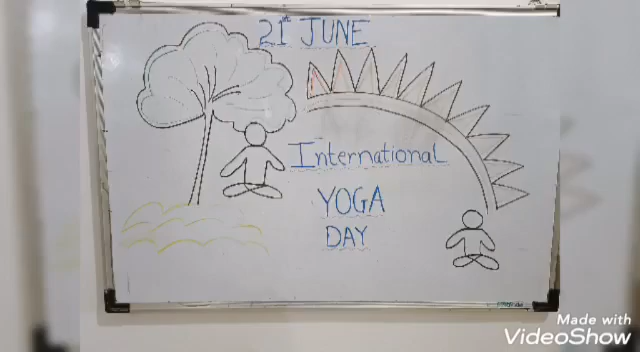 21st JUNE
International
YOGA
DAY
Made with
VideoShow